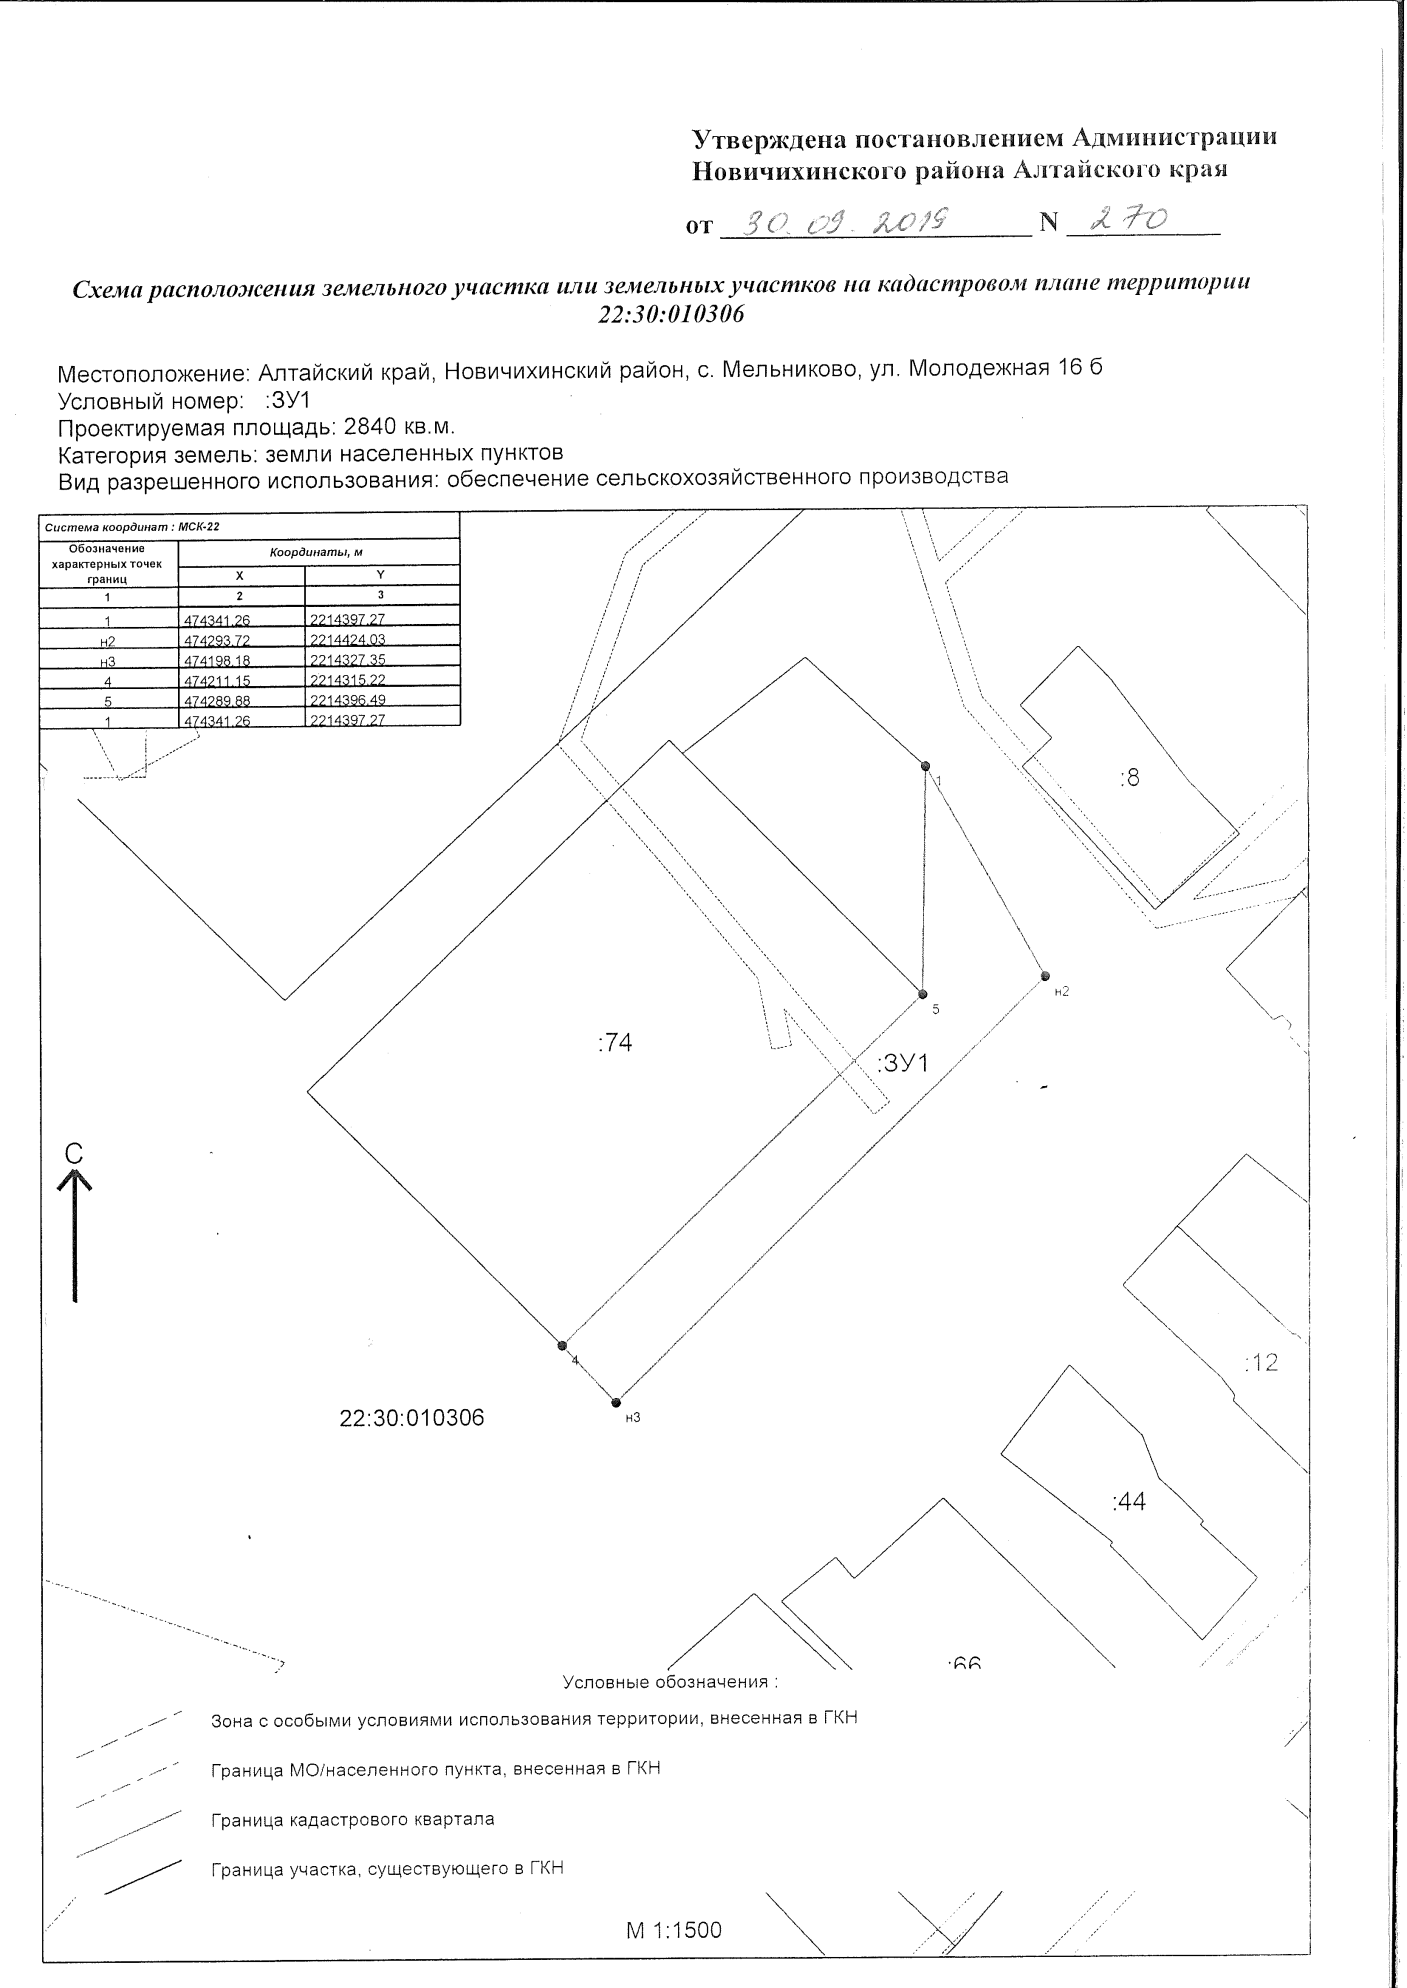 Утверждена постановлением Администрации
Новичихинского района Алтайского края
от 30.09.2019 N 270
Схема расположения земельного участка или земельных участков на кадастровом плане территории
22:30:010306
Местоположение: Алтайский край, Новичихинский район, с. Мельниково, ул. Молодежная 16 б
Условный номер: :ЗУ1
Проектируемая площадь: 2840 кв.м.
Категория земель: земли населенных пунктов
Вид разрешенного использования: обеспечение сельскохозяйственного производства
Система координат : МСК-22
Обозначение характерных точек границ
Координаты, м
X Y
1 2 3
1 474341.26 2214397.27
н2 474293.72 2214424.03
н3 474198.18 2214327.35
4 474211.15 2214315.22
5 474289.88 2214396.49
1 474341.26 2214397.27
1
:8
н2
5
:74
:ЗУ1
С
4
:12
22:30:010306
н3
:44
:66
Условные обозначения :
Зона с особыми условиями использования территории, внесенная в ГКН
Граница МО/населенного пункта, внесенная в ГКН
Граница кадастрового квартала
Граница участка, существующего в ГКН
М 1:1500